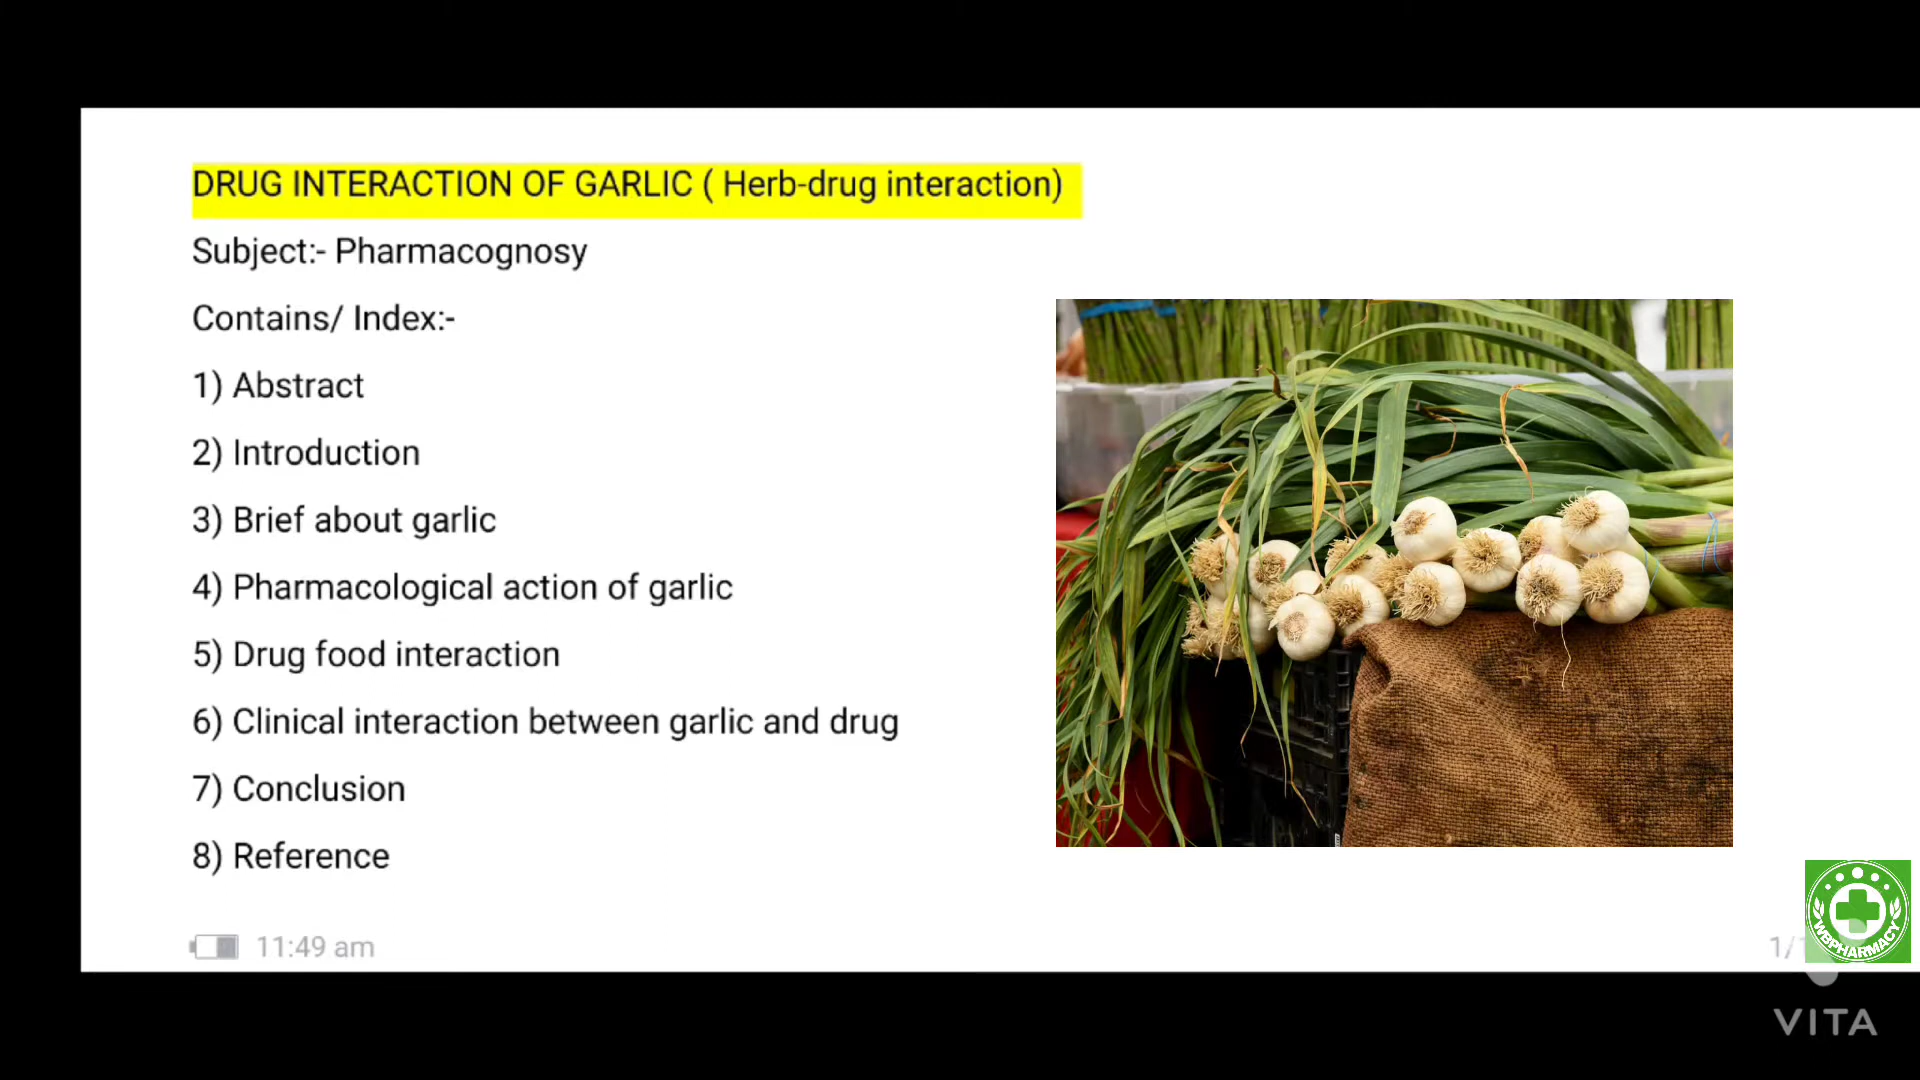 DRUG INTERACTION OF GARLIC ( Herb-drug interaction)
Subject:- Pharmacognosy
Contains/ Index:-
1) Abstract
2) Introduction
3) Brief about garlic
4) Pharmacological action of garlic
5) Drug food interaction
6) Clinical interaction between garlic and drug
7) Conclusion
8) Reference
11:49 am
WBPHARMACY
VITA